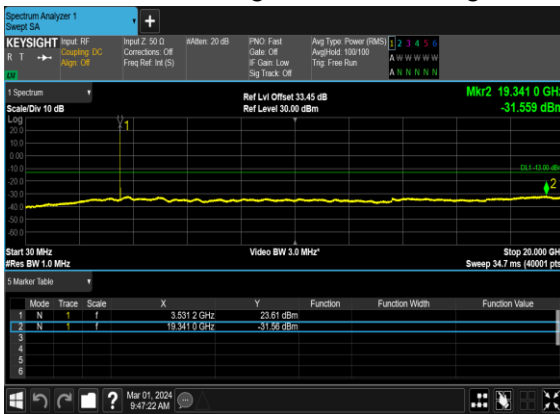 Spectrum Analyzer 1
Swept SA
+
KEYSIGHT Input: RF Input Z: 50 Ω #Atten: 20 dB PNO: Fast Avg Type: Power (RMS) 1 2 3 4 5 6
R T Coupling: DC Corrections: Off Gate: Off Avg|Hold: 100/100 A W W W W W
Align: Off Freq Ref: Int (S) IF Gain: Low Trig: Free Run
Sig Track: Off A N N N N N
1 Spectrum
Ref Lvl Offset 33.45 dB Mkr2 19.341 0 GHz
Scale/Div 10 dB Ref Level 30.00 dBm -31.559 dBm
Log
1
20.0
10.0
0.00
-10.0
DL1 -13.00 dBm
-20.0
2
-30.0
-40.0
-50.0
-60.0
Start 30 MHz Video BW 3.0 MHz* Stop 20.000 GH
#Res BW 1.0 MHz Sweep 34.7 ms (40001 pts
5 Marker Table
Mode Trace Scale X Y Function Function Width Function Value
1 N 1 f 3.531 2 GHz 23.61 dBm
2 N 1 f 19.341 0 GHz -31.56 dBm
3
4
5
6
?
Mar 01, 2024
9:47:22 AM